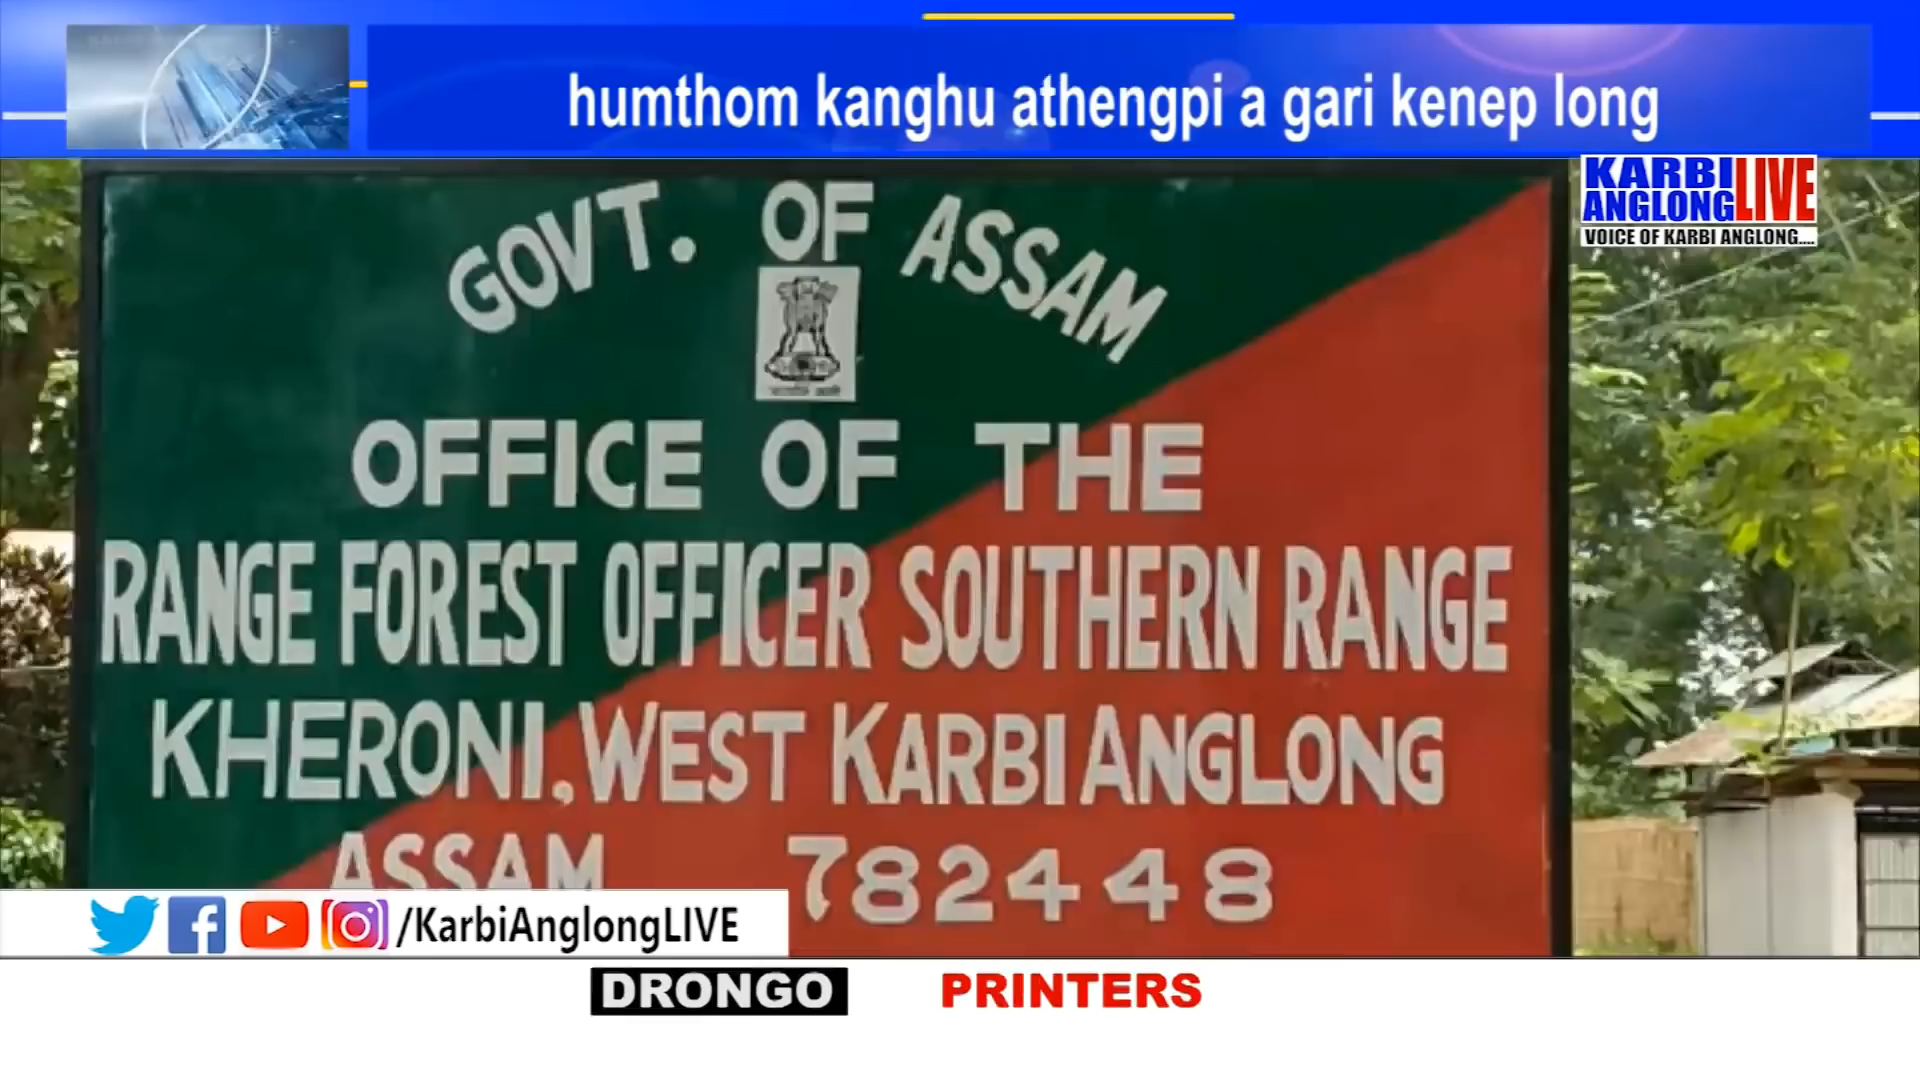 humthom kanghu athengpi a gari kenep long
KARBI
ANGLONG LIVE
VOICE OF KARBI ANGLONG....
GOVT. OF ASSAM
OFFICE OF THE
RANGE FOREST OFFICER SOUTHERN RANGE
KHERONI, WEST KARBI ANGLONG
ASSAM 782448
/KarbiAnglongLIVE
DRONGO PRINTERS